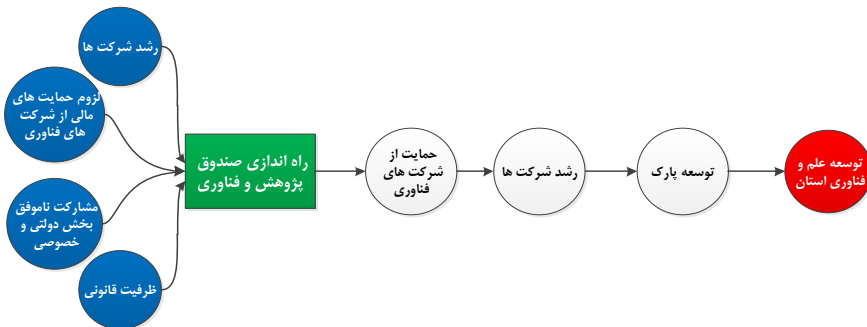 رشد شرکت ها
لزوم حمایت های
مالی از شرکت
های فناوری
مشارکت ناموفق
بخش دولتی و
خصوصی
ظرفیت قانونی
راه اندازی صندوق
پژوهش و فناوری
حمایت از
شرکت های
فناوری
رشد شرکت ها
توسعه پارک
توسعه علم و
فناوری استان